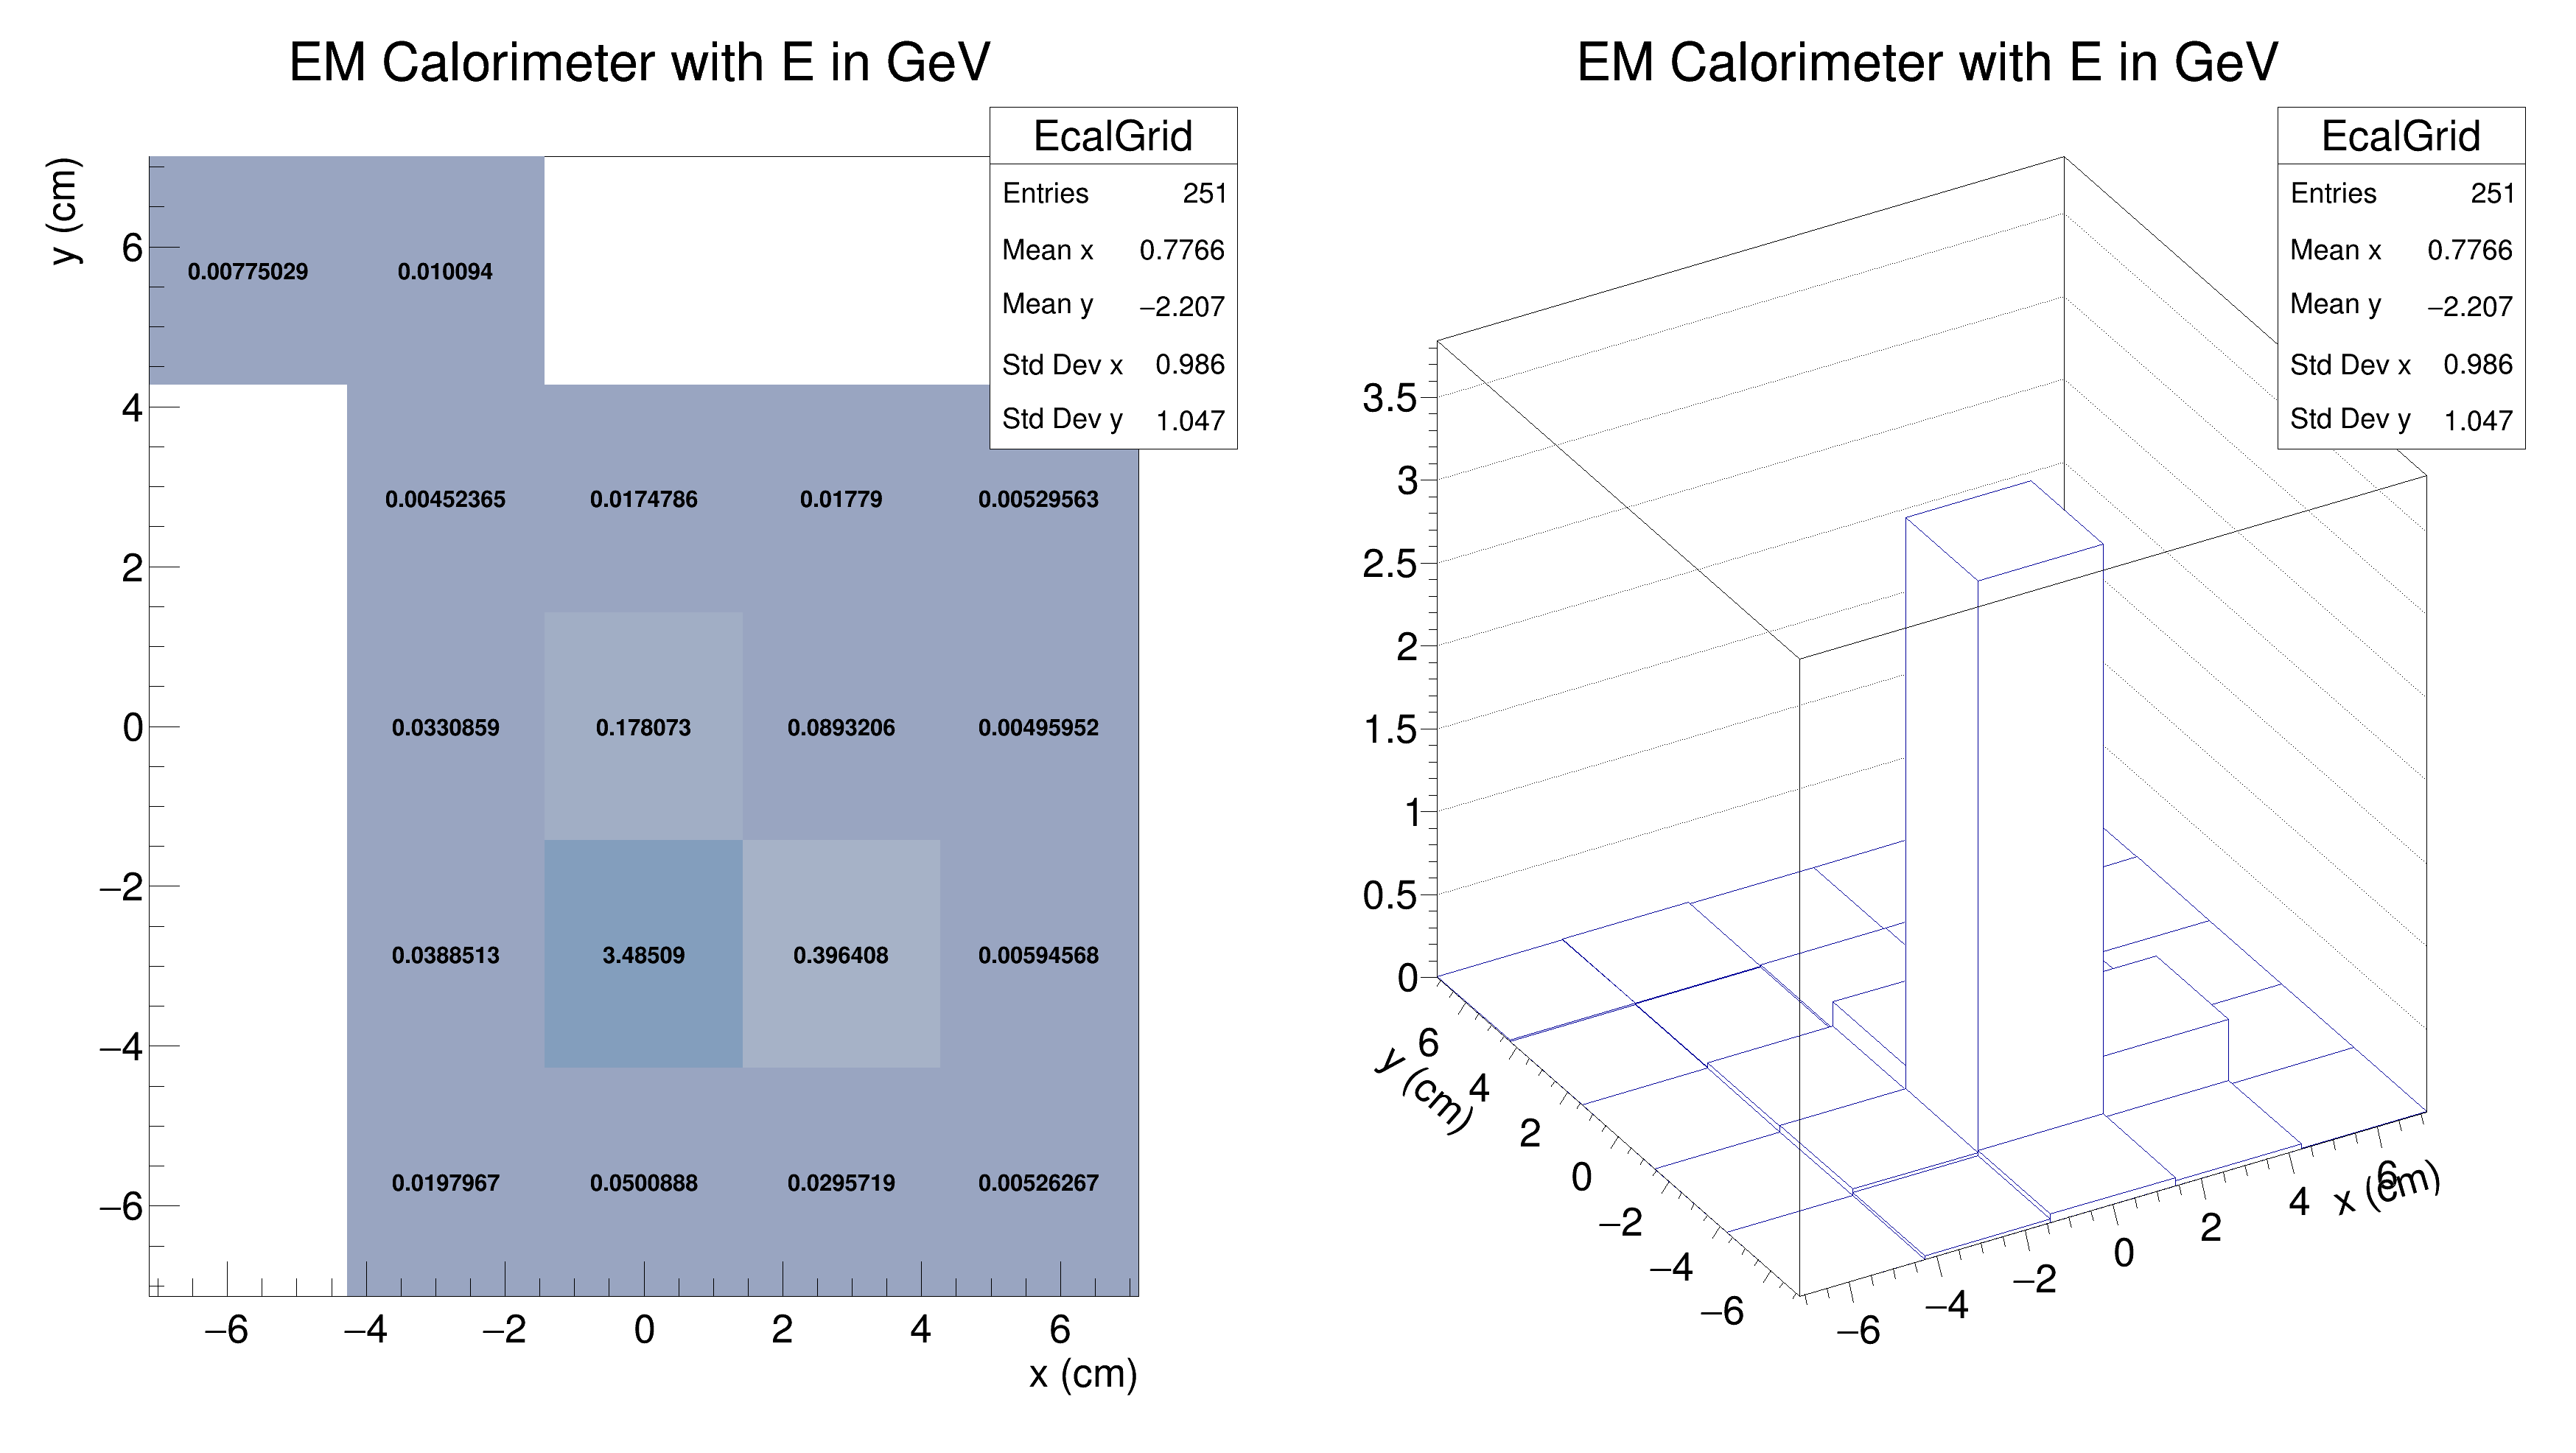 EM Calorimeter with E in GeV
EcalGrid
Entries 251
Mean x 0.7766
Mean y −2.207
Std Dev x 0.986
Std Dev y 1.047
y (cm)
6
4
2
0
−2
−4
−6
0.00775029 0.010094
0.00452365 0.0174786 0.01779 0.00529563
0.0330859 0.178073 0.0893206 0.00495952
0.0388513 3.48509 0.396408 0.00594568
0.0197967 0.0500888 0.0295719 0.00526267
−6 −4 −2 0 2 4 6
x (cm)
EM Calorimeter with E in GeV
EcalGrid
Entries 251
Mean x 0.7766
Mean y −2.207
Std Dev x 0.986
Std Dev y 1.047
3.5
3
2.5
2
1.5
1
0.5
0
y (cm)
6
4
2
0
−2
−4
−6
−6
−4
−2
0
2
4
6
x (cm)